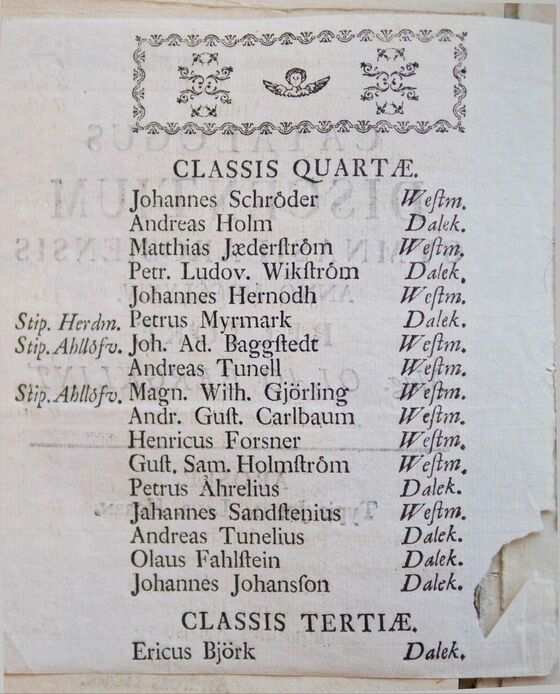 CLASSIS QUARTÆ.
Johannes Schröder Weſtm.
Andreas Holm Dalek.
Matthias Jæderſtröm Weſtm.
Petr. Ludov. Wikſtröm Dalek.
Johannes Hernodh Weſtm.
Stip. Herdm. Petrus Myrmark Dalek.
Stip. Ahllöfv. Joh. Ad. Baggſtedt Weſtm.
Andreas Tunell Weſtm.
Stip. Ahllöfv. Magn. Wilh. Gjörling Weſtm.
Andr. Guſt. Carlbaum Weſtm.
Henricus Forsner Weſtm.
Guſt. Sam. Holmſtröm Weſtm.
Petrus Åhrelius Dalek.
Jahannes Sandſtenius Weſtm.
Andreas Tunelius Dalek.
Olaus Fahlſtein Dalek.
Johannes Johansſon Dalek.
CLASSIS TERTIÆ.
Ericus Björk Dalek.